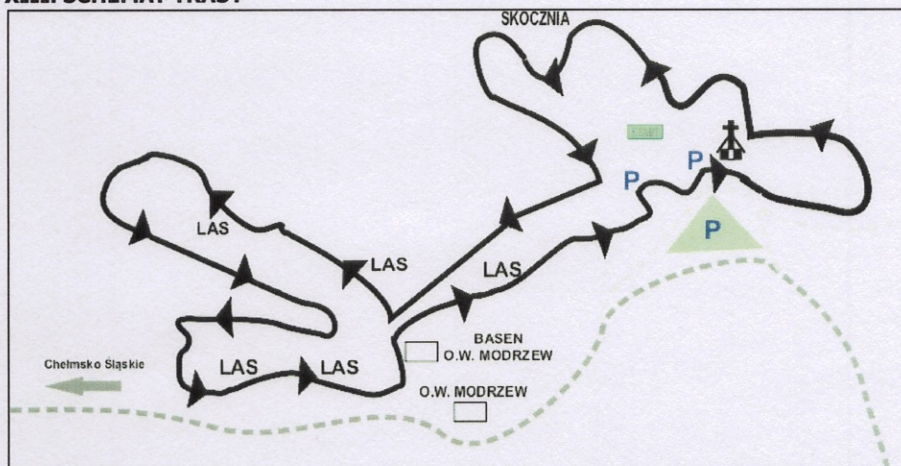 SKOCZNIA
P
P
P
LAS
LAS
LAS
BASEN
O.W. MODRZEW
Chełmsko Śląskie
LAS
LAS
O.W. MODRZEW